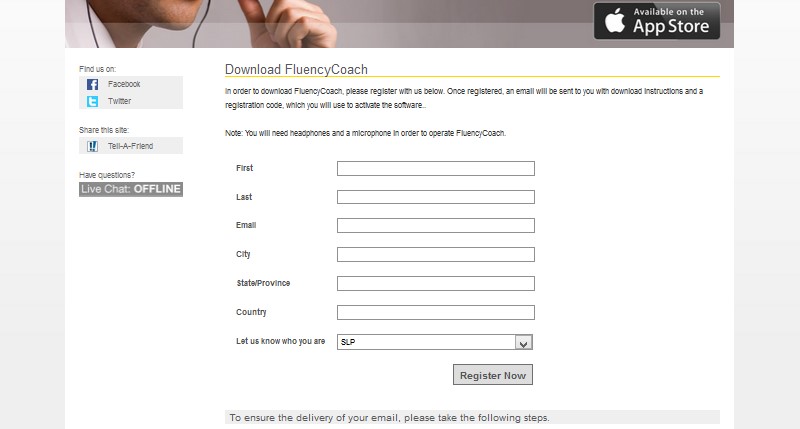 Available on the
App Store
Find us on:
Facebook
Twitter
Share this site:
Tell-A-Friend
Have questions?
Live Chat: OFFLINE
Download FluencyCoach
In order to download FluencyCoach, please register with us below. Once registered, an email will be sent to you with download instructions and a
registration code, which you will use to activate the software..
Note: You will need headphones and a microphone in order to operate FluencyCoach.
First
Last
Email
City
State/Province
Country
Let us know who you are
SLP
Register Now
To ensure the delivery of your email, please take the following steps.